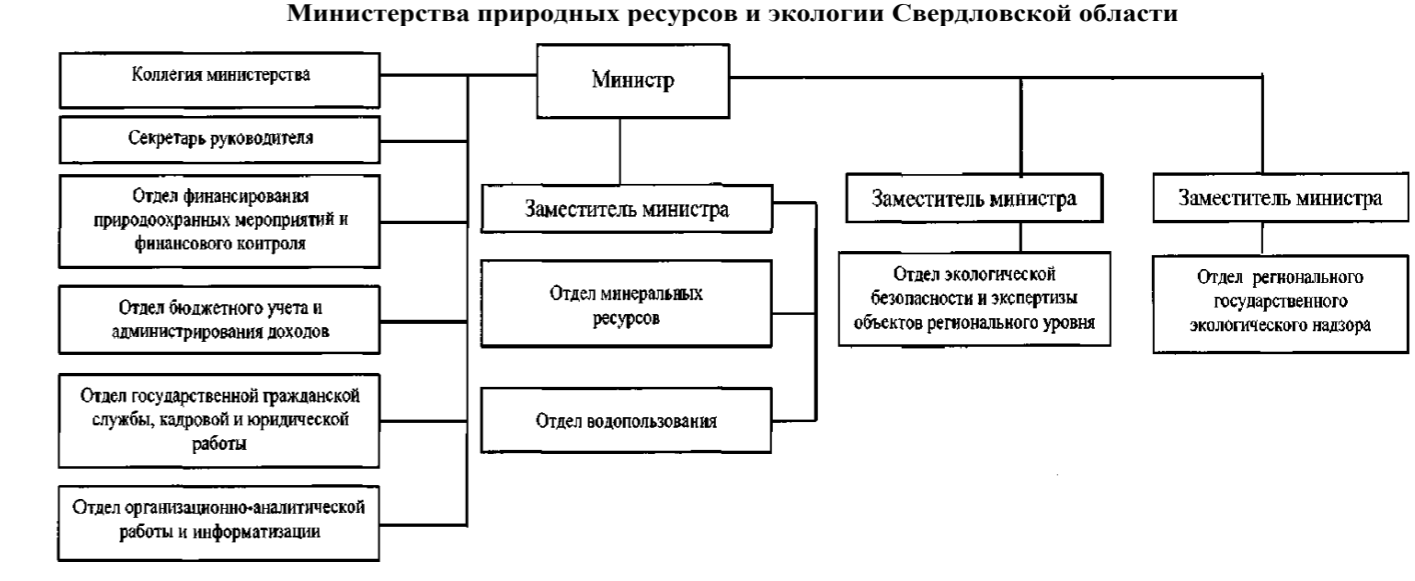 Министерства природных ресурсов и экологии Свердловской области
Министр
Коллегия министерства
Секретарь руководителя
Отдел финансирования
природоохранных мероприятий и
финансового контроля
Отдел бюджетного учета и
администрирования доходов
Отдел государственной гражданской
службы, кадровой и юридической
работы
Отдел организационно-аналитической
работы и информатизации
Заместитель министра
Отдел минеральных
ресурсов
Отдел водопользования
Заместитель министра
Отдел экологической
безопасности и экспертизы
объектов регионального уровня
Заместитель министра
Отдел регионального
государственного
экологического надзора